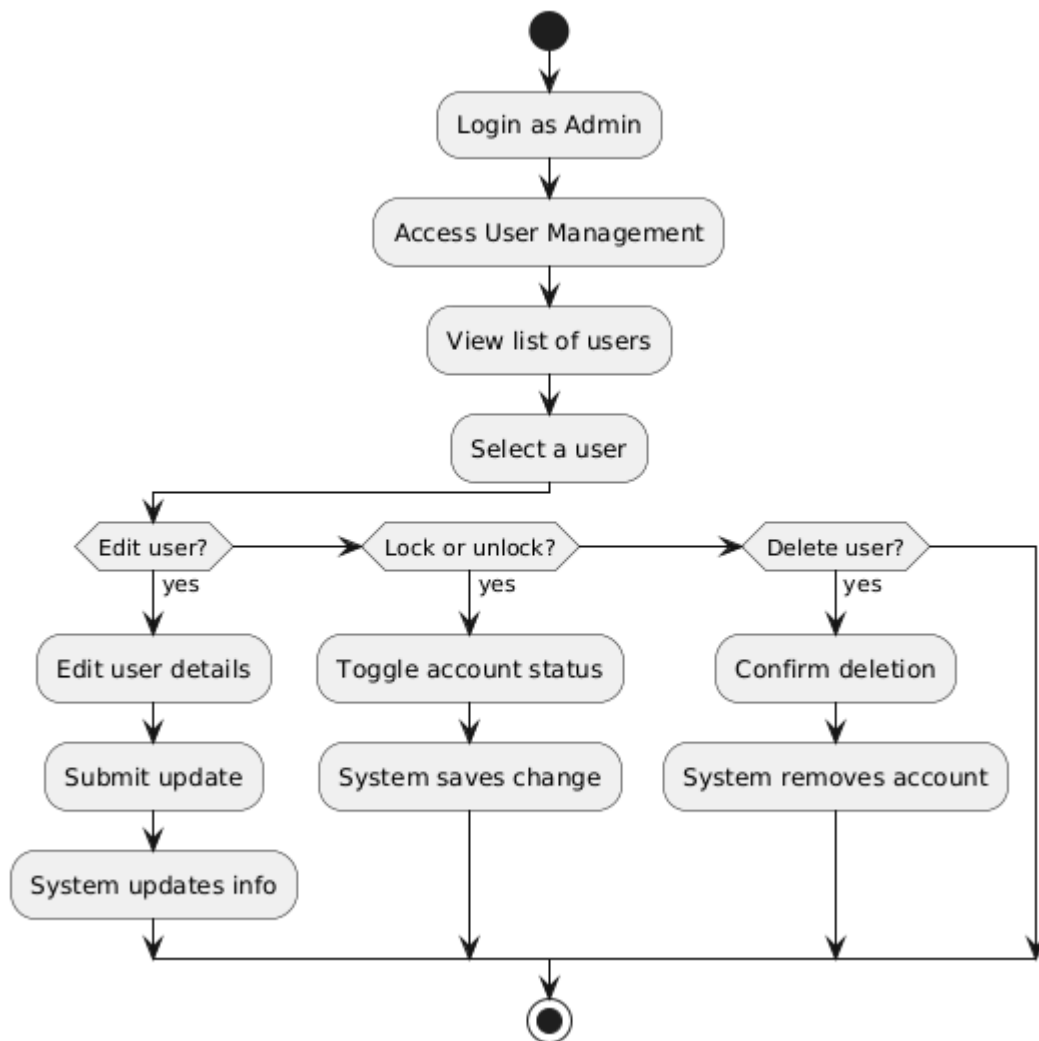 Login as Admin
Access User Management
View list of users
Select a user
Edit user?
Lock or unlock?
Delete user?
yes
yes
yes
Edit user details
Toggle account status
Confirm deletion
Submit update
System saves change
System removes account
System updates info